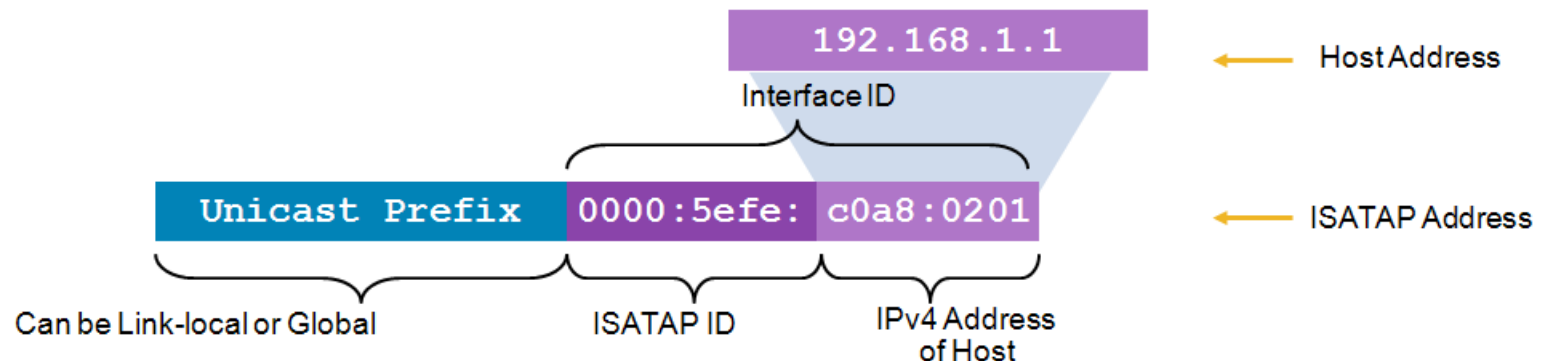 192.168.1.1
Host Address
Interface ID
Unicast Prefix 0000:5efe: c0a8:0201
ISATAP Address
Can be Link-local or Global
ISATAP ID
IPv4 Address
of Host